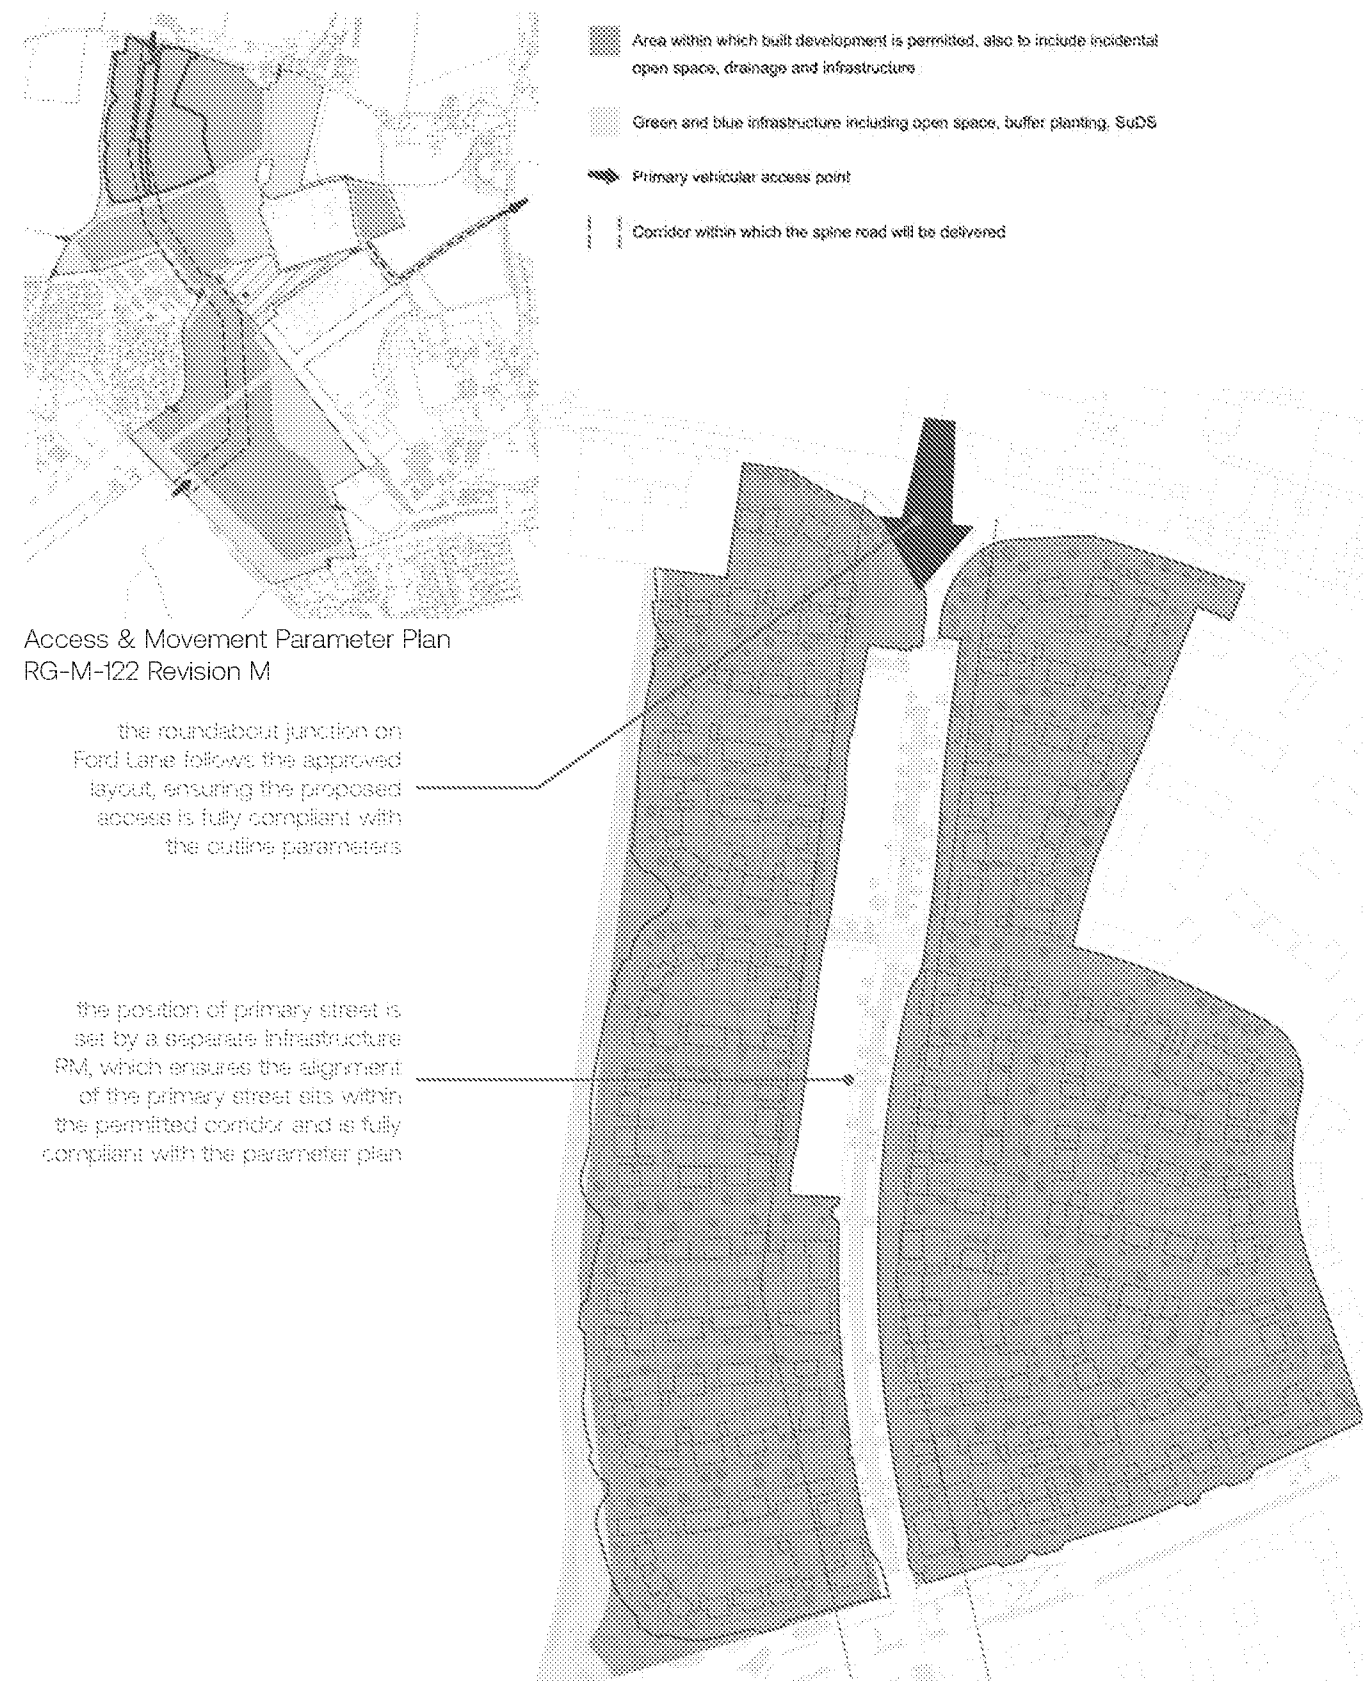 Area within which built development is permitted, also to include incidental
open space, drainage and infrastructure
Green and blue infrastructure including open space, buffer planting, SuDS
Primary vehicular access point
Corridor within which the spine road will be delivered
Access & Movement Parameter Plan
RG-M-122 Revision M
the roundabout junction on
Ford Lane follows the approved
layout, ensuring the proposed
access is fully compliant with
the outline parameters
the position of primary street is
set by a separate infrastructure
RM, which ensures the alignment
of the primary street sits within
the permitted corridor and is fully
compliant with the parameter plan